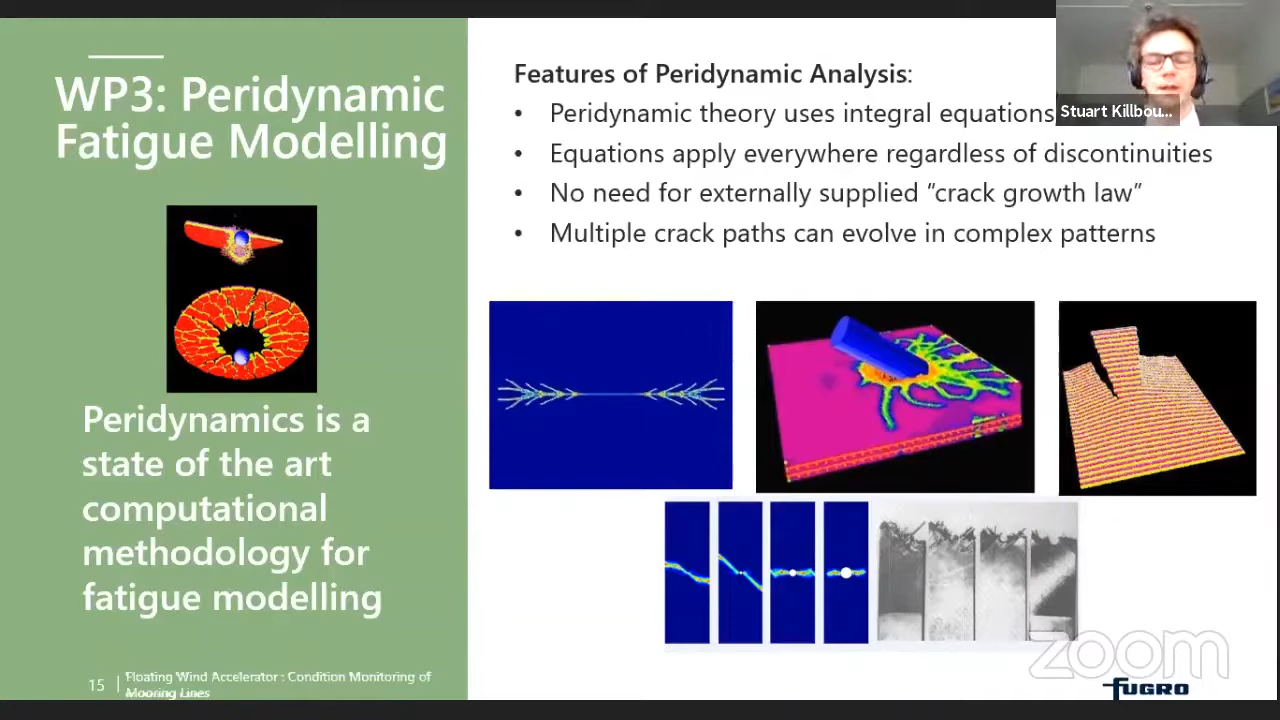 WP3: Peridynamic
Fatigue Modelling
Peridynamics is a
state of the art
computational
methodology for
fatigue modelling
15
Floating Wind Accelerator : Condition Monitoring of
Mooring Lines
Features of Peridynamic Analysis:
• Peridynamic theory uses integral equations
• Equations apply everywhere regardless of discontinuities
• No need for externally supplied “crack growth law”
• Multiple crack paths can evolve in complex patterns
Stuart Killbou...
zoom
fugro